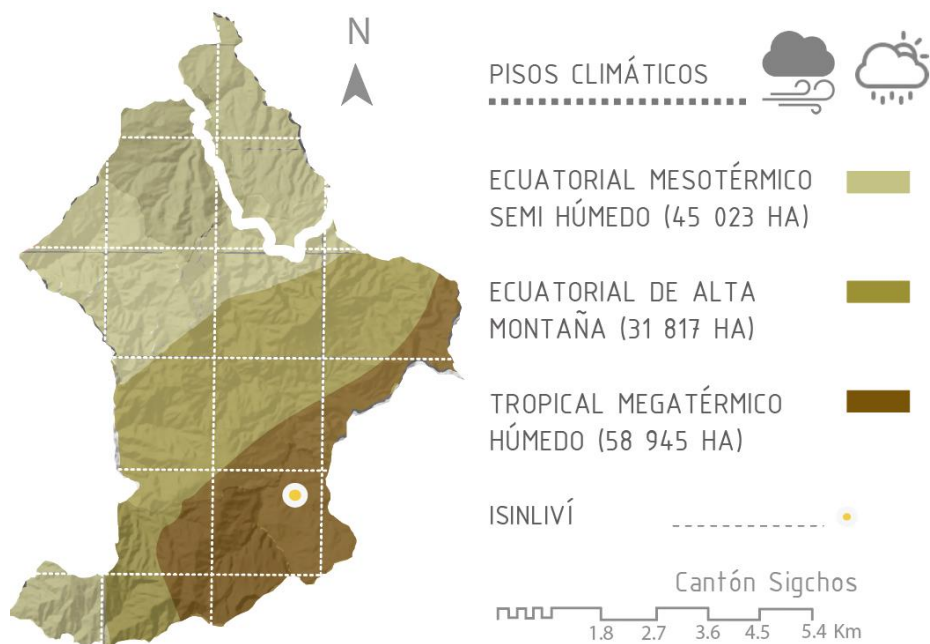 N
PISOS CLIMÁTICOS
ECUATORIAL MESOTÉRMICO
SEMI HÚMEDO (45 023 HA)
ECUATORIAL DE ALTA
MONTAÑA (31 817 HA)
TROPICAL MEGATÉRMICO
HÚMEDO (58 945 HA)
ISINLIVÍ
Cantón Sigchos
1.8 2.7 3.6 4.5 5.4 Km